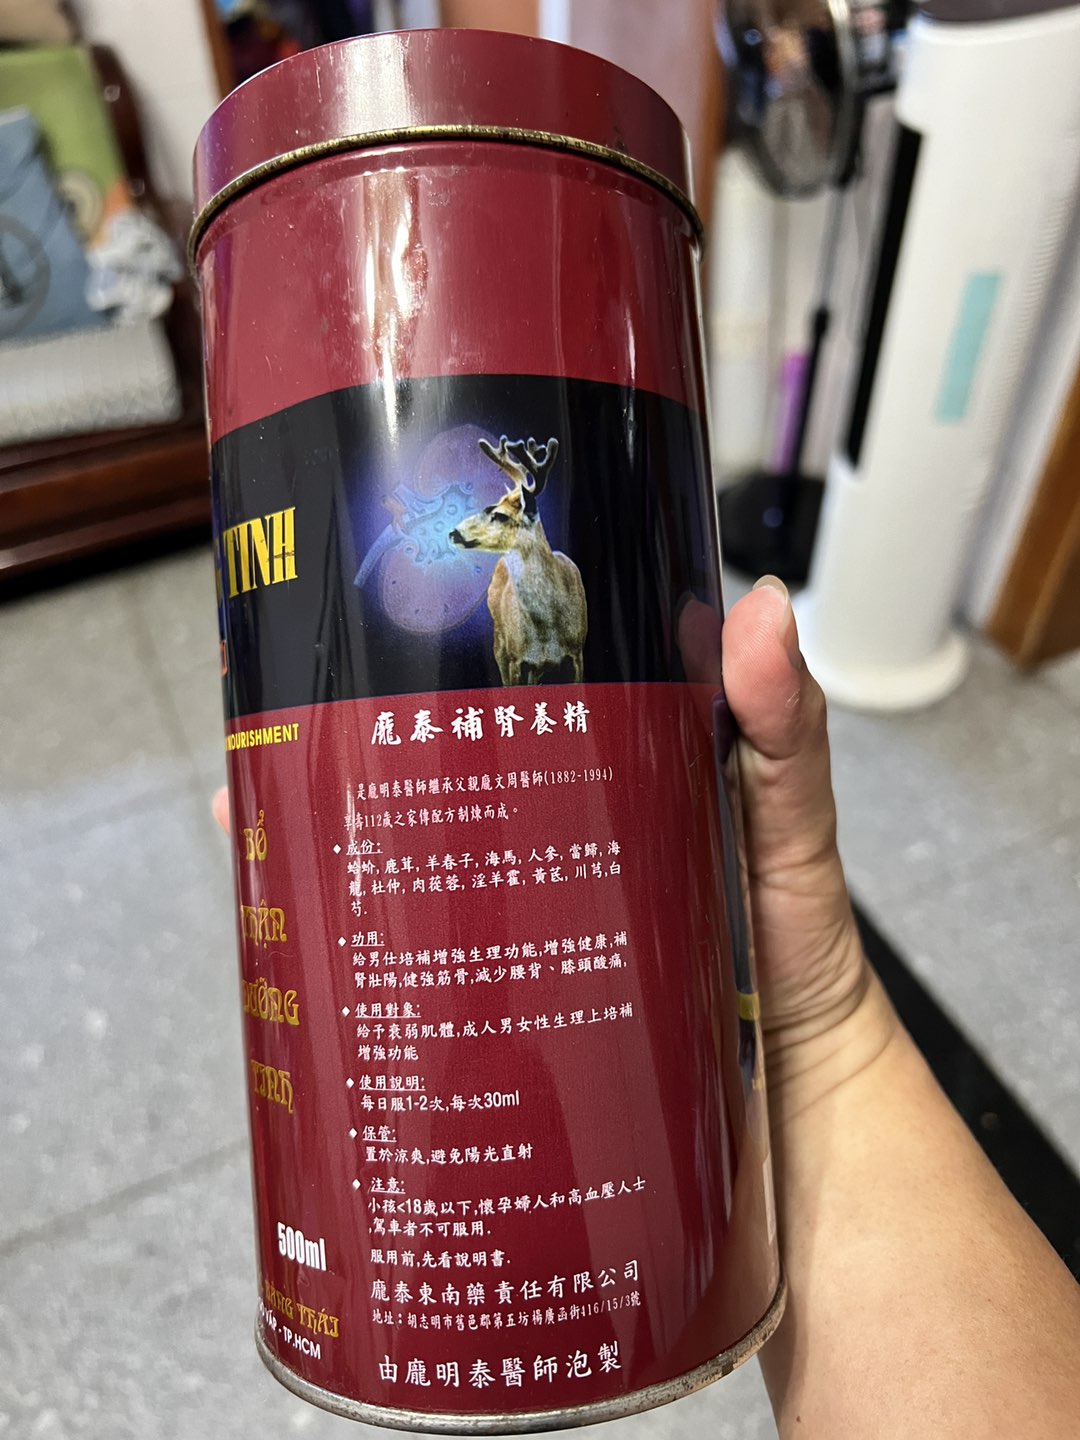 TINH
NOURISHMENT
BỔ
THẬN
DƯỠNG
TINH
500ml
VẤP - TP.HCM
龐泰補腎養精
是龐明泰醫師繼承父親龐文周醫師(1882-1994)
享壽112歲之家傳配方制煉而成。
◆ 成份:
蛤蚧, 鹿茸, 羊春子, 海馬, 人參, 當歸, 海
龍, 杜仲, 肉蓯蓉, 淫羊霍, 黃芪, 川芎,白
芍.
◆ 功用:
給男仕培補增強生理功能,增強健康,補
腎壯陽,健強筋骨,減少腰背、膝頭酸痛,
◆ 使用對象:
給予衰弱肌體,成人男女性生理上培補
增強功能
◆ 使用說明:
每日服1-2次,每次30ml
◆ 保管:
置於涼爽,避免陽光直射
◆ 注意:
小孩<18歲以下,懷孕婦人和高血壓人士
,駕車者不可服用.
服用前,先看說明書.
龐泰東南藥責任有限公司
地址：胡志明市舊邑郡第五坊楊廣函街416/15/3號
由龐明泰醫師泡製